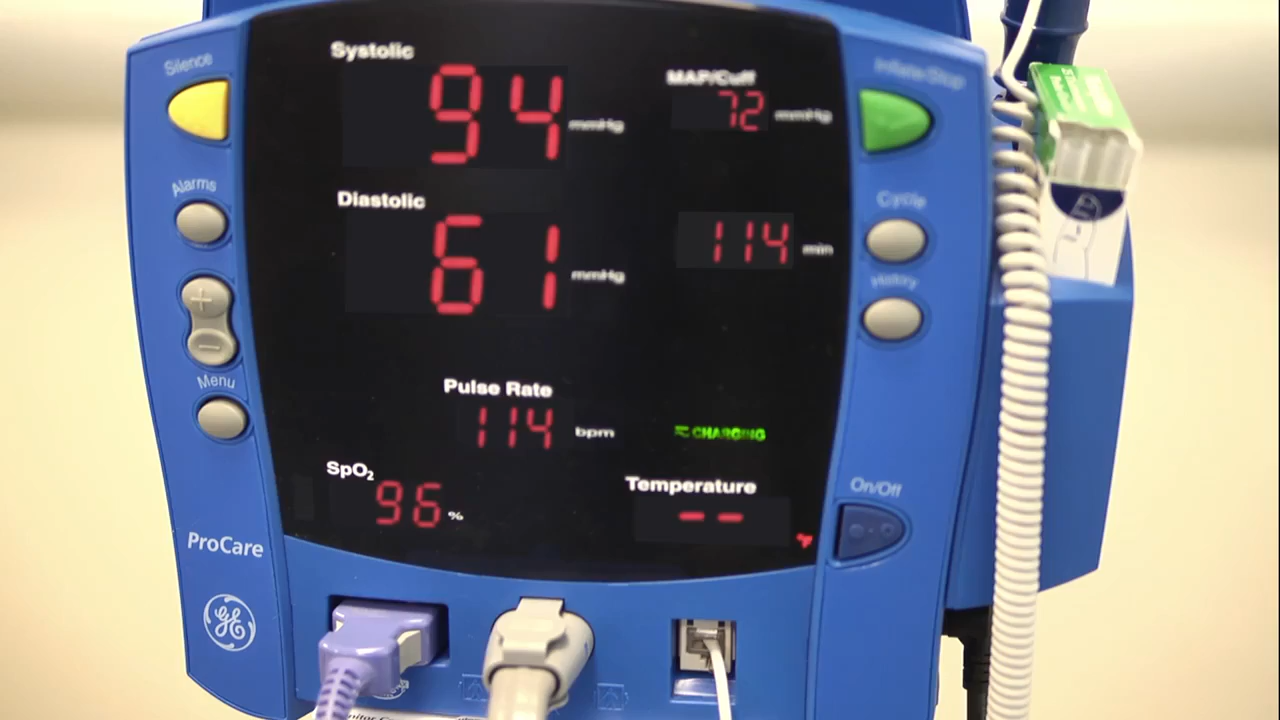 Silence
Systolic
94 mmHg
MAP/Cuff
72 mmHg
Inflate/Stop
Alarms
Diastolic
61 mmHg
114 min
Cycle
History
+
−
Menu
Pulse Rate
114 bpm
CHARGING
SpO₂
96 %
Temperature
--
°F
On/Off
ProCare
GE